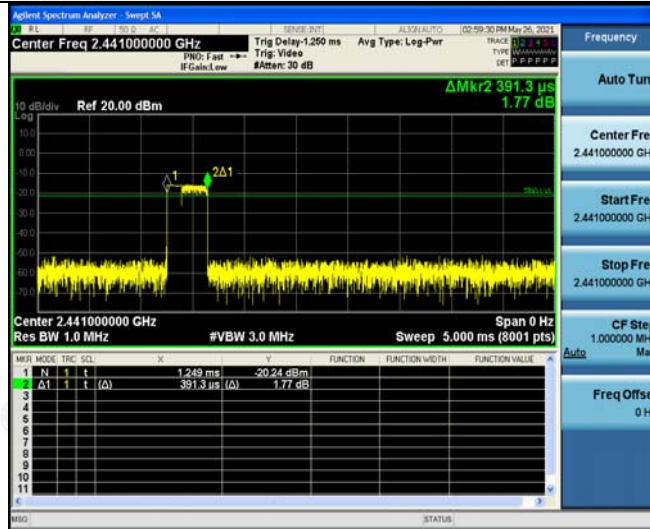 Agilent Spectrum Analyzer - Swept SA
RL RF 50 Ω AC SENSE:INT ALIGN AUTO 02:59:30 PM May 26, 2021
Center Freq 2.441000000 GHz
PNO: Fast
IFGain:Low
Trig Delay-1.250 ms
Trig: Video
#Atten: 30 dB
Avg Type: Log-Pwr
TRACE 1 2 3 4 5 6
TYPE
DET P P P P P P
Frequency
ΔMkr2 391.3 µs
1.77 dB
10 dB/div Ref 20.00 dBm
Log
10.0
0.00
-10.0
-20.0
-30.0
-40.0
-50.0
-60.0
-70.0
1
2Δ1
TRIG LVL
Center 2.441000000 GHz Span 0 Hz
Res BW 1.0 MHz #VBW 3.0 MHz Sweep 5.000 ms (8001 pts)
MKR MODE TRC SCL X Y FUNCTION FUNCTION WIDTH FUNCTION VALUE
1 N 1 t 1.249 ms -20.24 dBm
2 Δ1 1 t (Δ) 391.3 µs (Δ) 1.77 dB
3
4
5
6
7
8
9
10
11
MSG STATUS
Auto Tun
Center Fre
2.441000000 GH
Start Fre
2.441000000 GH
Stop Fre
2.441000000 GH
CF Ste
1.000000 MH
Auto Ma
Freq Offse
0 H